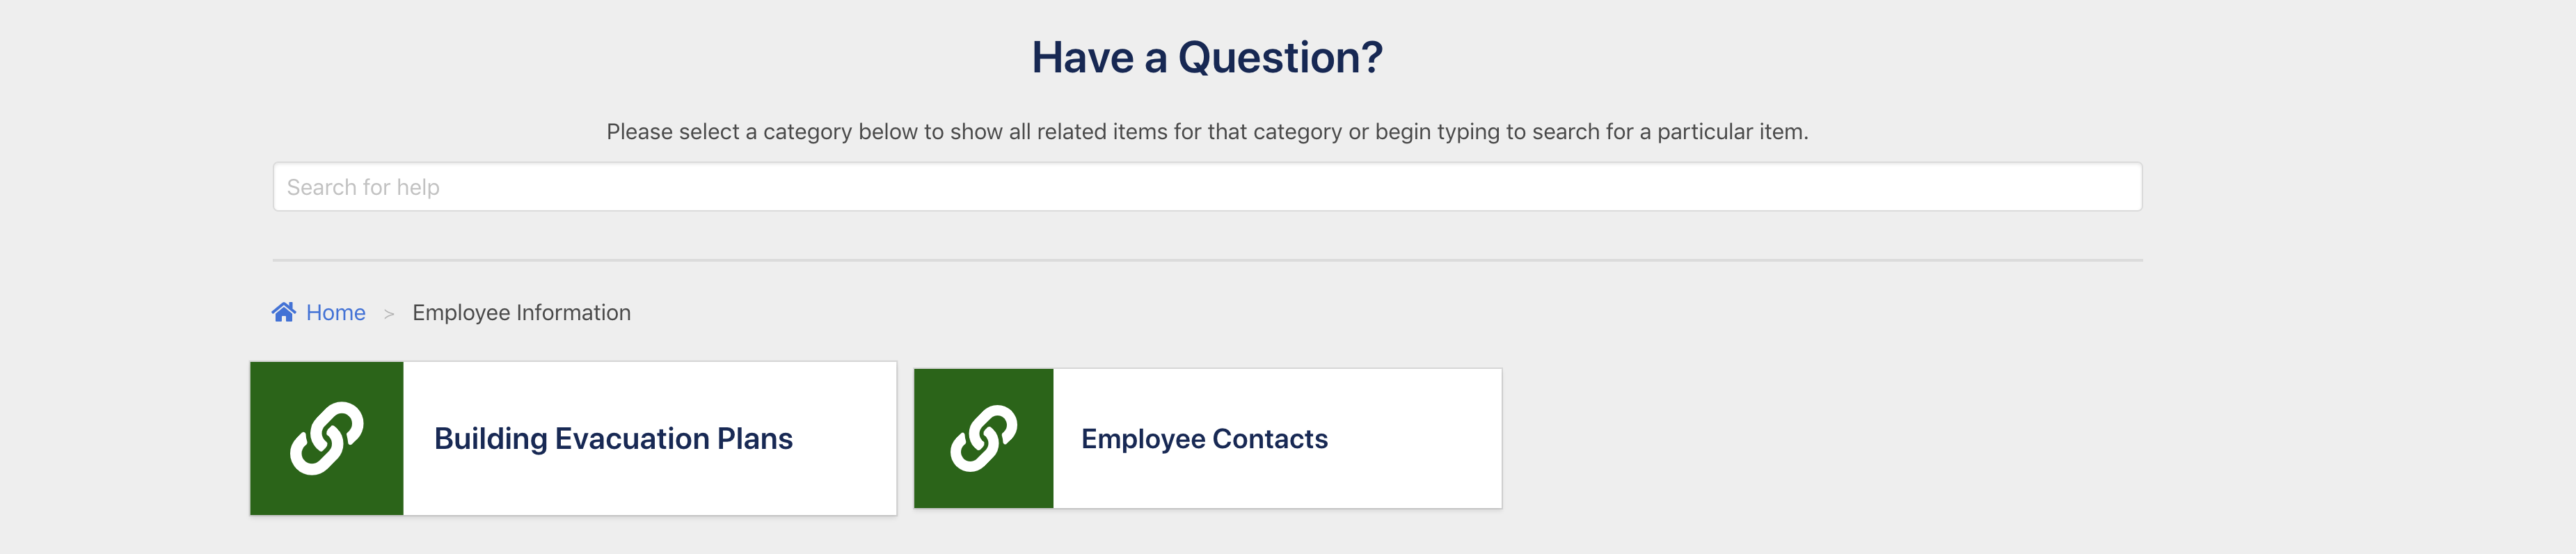 Have a Question?
Please select a category below to show all related items for that category or begin typing to search for a particular item.
Search for help
Home > Employee Information
Building Evacuation Plans
Employee Contacts